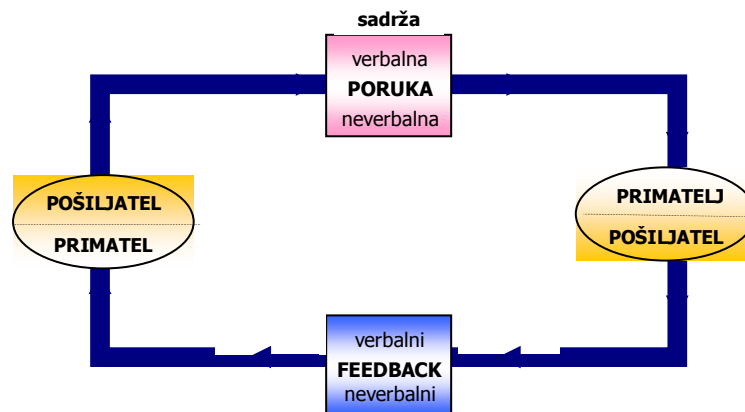 sadrža
verbalna
PORUKA
neverbalna
POŠILJATEL
PRIMATEL
PRIMATELJ
POŠILJATEL
verbalni
FEEDBACK
neverbalni